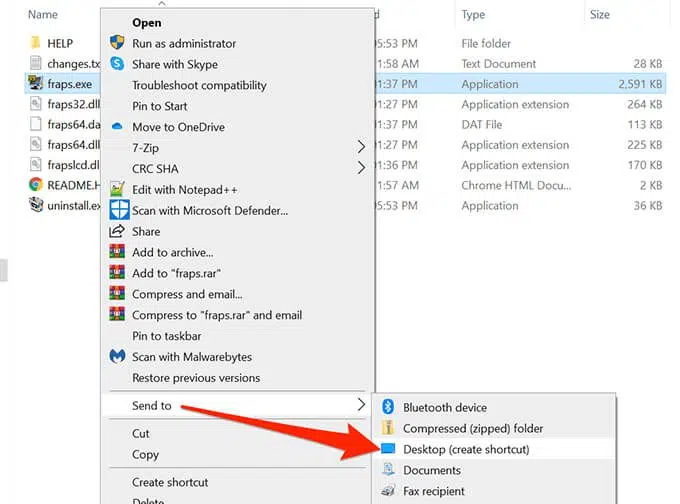 Name
d
Type
Size
HELP
5:53 PM
File folder
changes.tx
1:58 AM
Text Document
28 KB
fraps.exe
1:37 PM
Application
2,591 KB
fraps32.dll
1:27 PM
Application extension
264 KB
fraps64.da
1:37 PM
DAT File
113 KB
fraps64.dll
1:27 PM
Application extension
225 KB
frapslcd.dl
1:36 PM
Application extension
170 KB
README.H
1:57 AM
Chrome HTML Docu...
2 KB
uninstall.ex
5:53 PM
Application
36 KB
Open
Run as administrator
Share with Skype
Troubleshoot compatibility
Pin to Start
Move to OneDrive
7-Zip
CRC SHA
Edit with Notepad++
Scan with Microsoft Defender...
Share
Add to archive...
Add to "fraps.rar"
Compress and email...
Compress to "fraps.rar" and email
Pin to taskbar
Scan with Malwarebytes
Restore previous versions
Send to
Cut
Copy
Create shortcut
Delete
Bluetooth device
Compressed (zipped) folder
Desktop (create shortcut)
Documents
Fax recipient